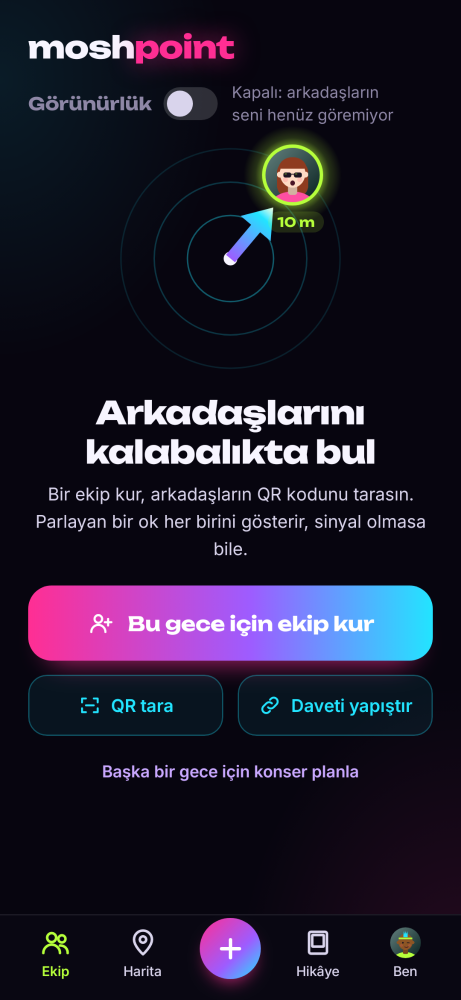 moshpoint
Görünürlük
Kapalı: arkadaşların
seni henüz göremiyor
10 m
Arkadaşlarını
kalabalıkta bul
Bir ekip kur, arkadaşların QR kodunu tarasın.
Parlayan bir ok her birini gösterir, sinyal olmasa
bile.
Bu gece için ekip kur
QR tara
Daveti yapıştır
Başka bir gece için konser planla
Ekip
Harita
Hikâye
Ben